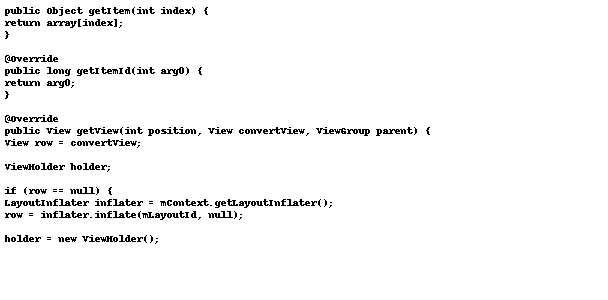 public Object getItem(int index) {
return array[index];
}

@Override
public long getItemId(int arg0) {
return arg0;
}

@Override
public View getView(int position, View convertView, ViewGroup parent) {
View row = convertView;

ViewHolder holder;

if (row == null) {
LayoutInflater inflater = mContext.getLayoutInflater();
row = inflater.inflate(mLayoutId, null);

holder = new ViewHolder();